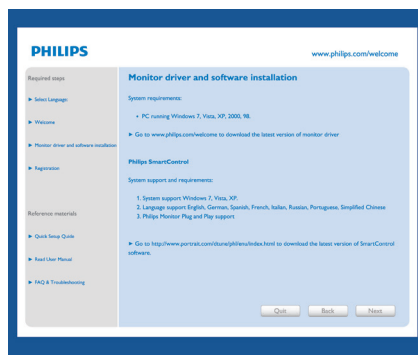 PHILIPS
www.philips.com/welcome
Required steps
Select Language
Welcome
Monitor driver and software installation
Registration
Reference materials
Quick Setup Guide
Read User Manual
FAQ & Troubleshooting
Monitor driver and software installation
System requirements:
• PC running Windows 7, Vista, XP, 2000, 98.
Go to www.philips.com/welcome to download the latest version of monitor driver
Philips SmartControl
System support and requirements:
1. System support Windows 7, Vista, XP.
2. Language support English, German, Spanish, French, Italian, Russian, Portuguese, Simplified Chinese
3. Philips Monitor Plug and Play support
Go to http://www.portrait.com/dtune/phl/enu/index.html to download the latest version of SmartControl
software.
Quit
Back
Next